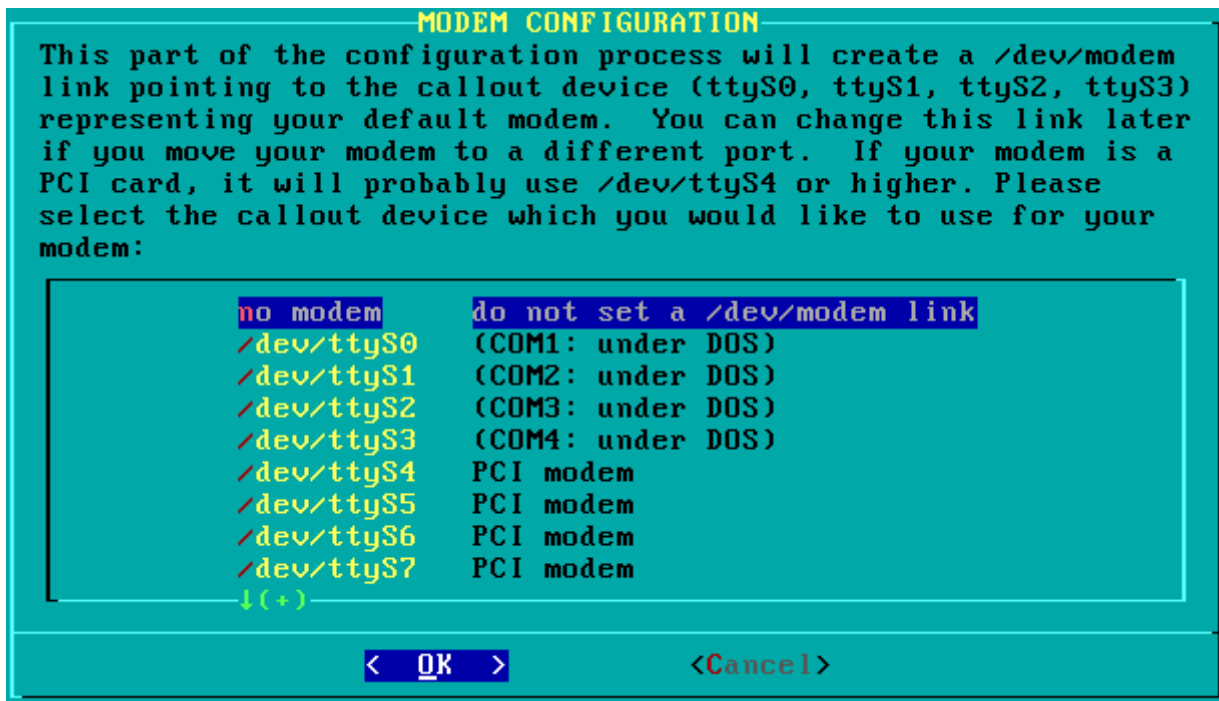 MODEM CONFIGURATION
This part of the configuration process will create a /dev/modem
link pointing to the callout device (ttyS0, ttyS1, ttyS2, ttyS3)
representing your default modem.  You can change this link later
if you move your modem to a different port.  If your modem is a
PCI card, it will probably use /dev/ttyS4 or higher. Please
select the callout device which you would like to use for your
modem:
no modem do not set a /dev/modem link
/dev/ttyS0 (COM1: under DOS)
/dev/ttyS1 (COM2: under DOS)
/dev/ttyS2 (COM3: under DOS)
/dev/ttyS3 (COM4: under DOS)
/dev/ttyS4 PCI modem
/dev/ttyS5 PCI modem
/dev/ttyS6 PCI modem
/dev/ttyS7 PCI modem
↓(+)
< OK > <Cancel>